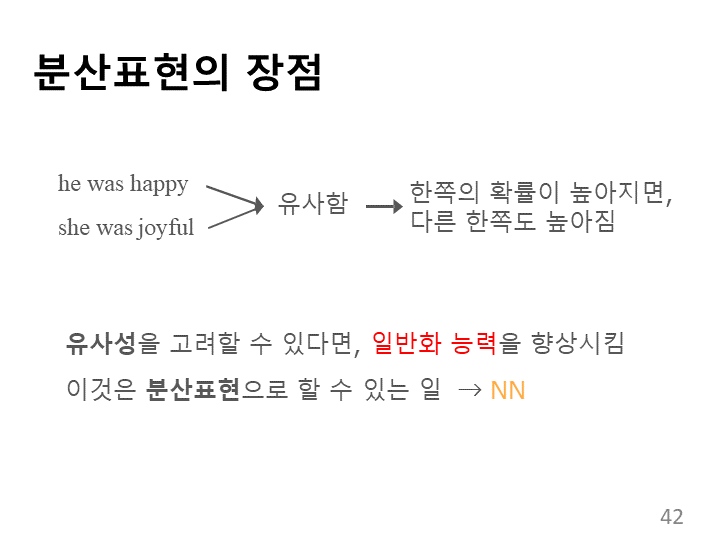 분산표현의 장점
he was happy
she was joyful
유사함
한쪽의 확률이 높아지면,
다른 한쪽도 높아짐
유사성을 고려할 수 있다면, 일반화 능력을 향상시킴
이것은 분산표현으로 할 수 있는 일 → NN
42